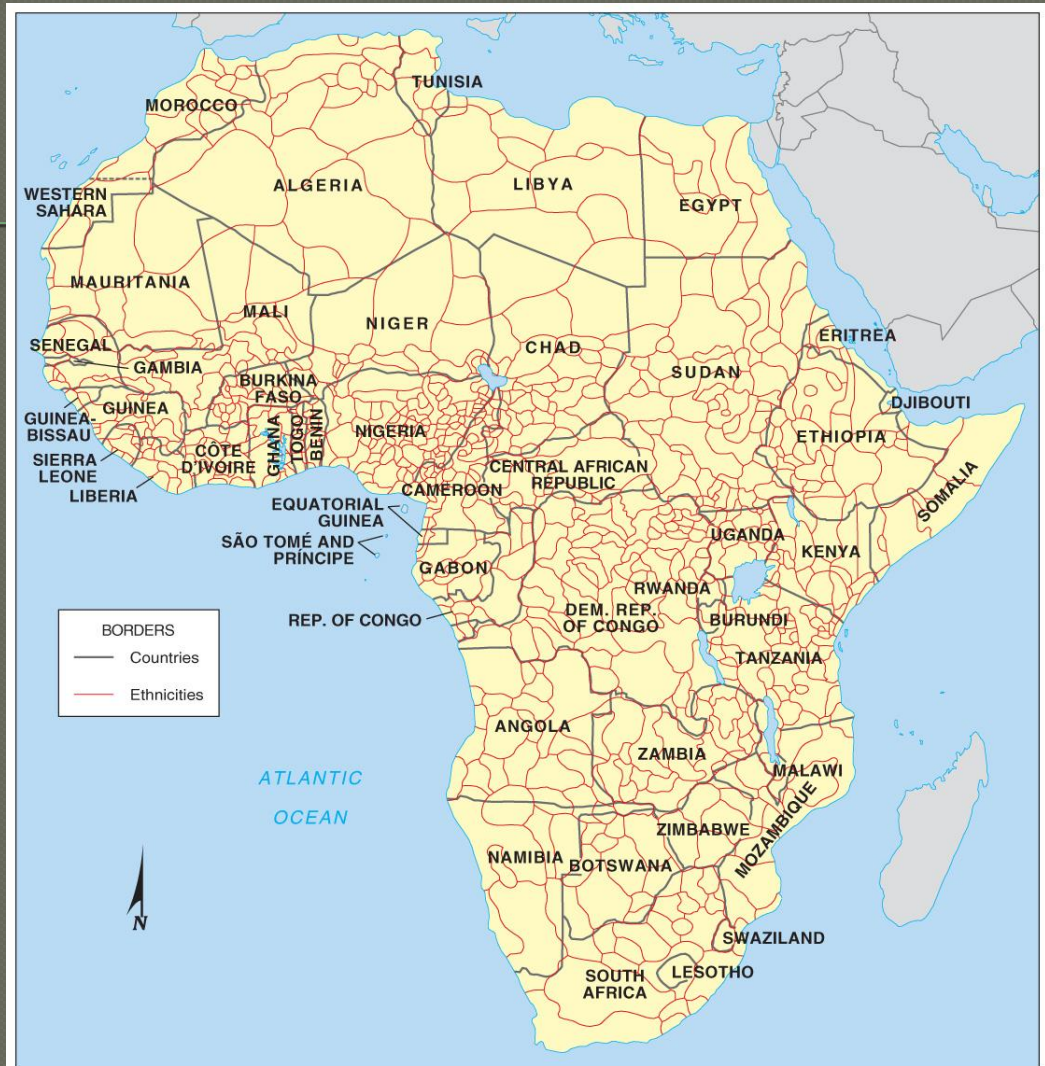 TUNISIA
MOROCCO
ALGERIA
LIBYA
EGYPT
WESTERN
SAHARA
MAURITANIA
MALI
NIGER
CHAD
SUDAN
ERITREA
SENEGAL
GAMBIA
BURKINA
FASO
DJIBOUTI
GUINEA
GUINEA-
BISSAU
NIGERIA
ETHIOPIA
SIERRA
LEONE
CÔTE
D'IVOIRE
GHANA
TOGO
BENIN
LIBERIA
CENTRAL AFRICAN
REPUBLIC
CAMEROON
SOMALIA
EQUATORIAL
GUINEA
SÃO TOMÉ AND
PRÍNCIPE
UGANDA
KENYA
GABON
RWANDA
REP. OF CONGO
DEM. REP.
OF CONGO
BURUNDI
TANZANIA
BORDERS
Countries
Ethnicities
ANGOLA
ZAMBIA
MALAWI
ATLANTIC
OCEAN
MOZAMBIQUE
ZIMBABWE
NAMIBIA
BOTSWANA
N
SWAZILAND
SOUTH
AFRICA
LESOTHO